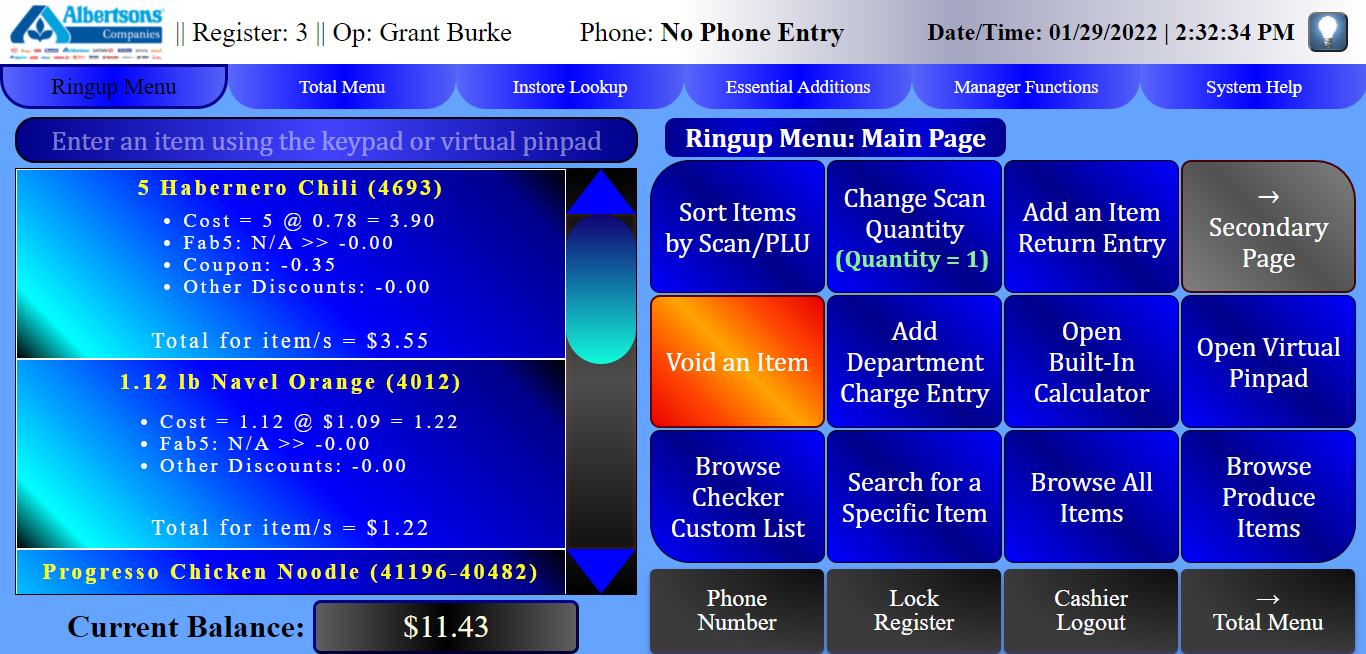 Albertsons®
Companies
|| Register: 3 || Op: Grant Burke
Phone: No Phone Entry
Date/Time: 01/29/2022 | 2:32:34 PM
Ringup Menu
Total Menu
Instore Lookup
Essential Additions
Manager Functions
System Help
Enter an item using the keypad or virtual pinpad
5 Habernero Chili (4693)
• Cost = 5 @ 0.78 = 3.90
• Fab5: N/A >> -0.00
• Coupon: -0.35
• Other Discounts: -0.00
Total for item/s = $3.55
1.12 lb Navel Orange (4012)
• Cost = 1.12 @ $1.09 = 1.22
• Fab5: N/A >> -0.00
• Other Discounts: -0.00
Total for item/s = $1.22
Progresso Chicken Noodle (41196-40482)
Current Balance:
$11.43
Ringup Menu: Main Page
Sort Items
by Scan/PLU
Change Scan
Quantity
(Quantity = 1)
Add an Item
Return Entry
→
Secondary
Page
Void an Item
Add
Department
Charge Entry
Open
Built-In
Calculator
Open Virtual
Pinpad
Browse
Checker
Custom List
Search for a
Specific Item
Browse All
Items
Browse
Produce
Items
Phone
Number
Lock
Register
Cashier
Logout
→
Total Menu